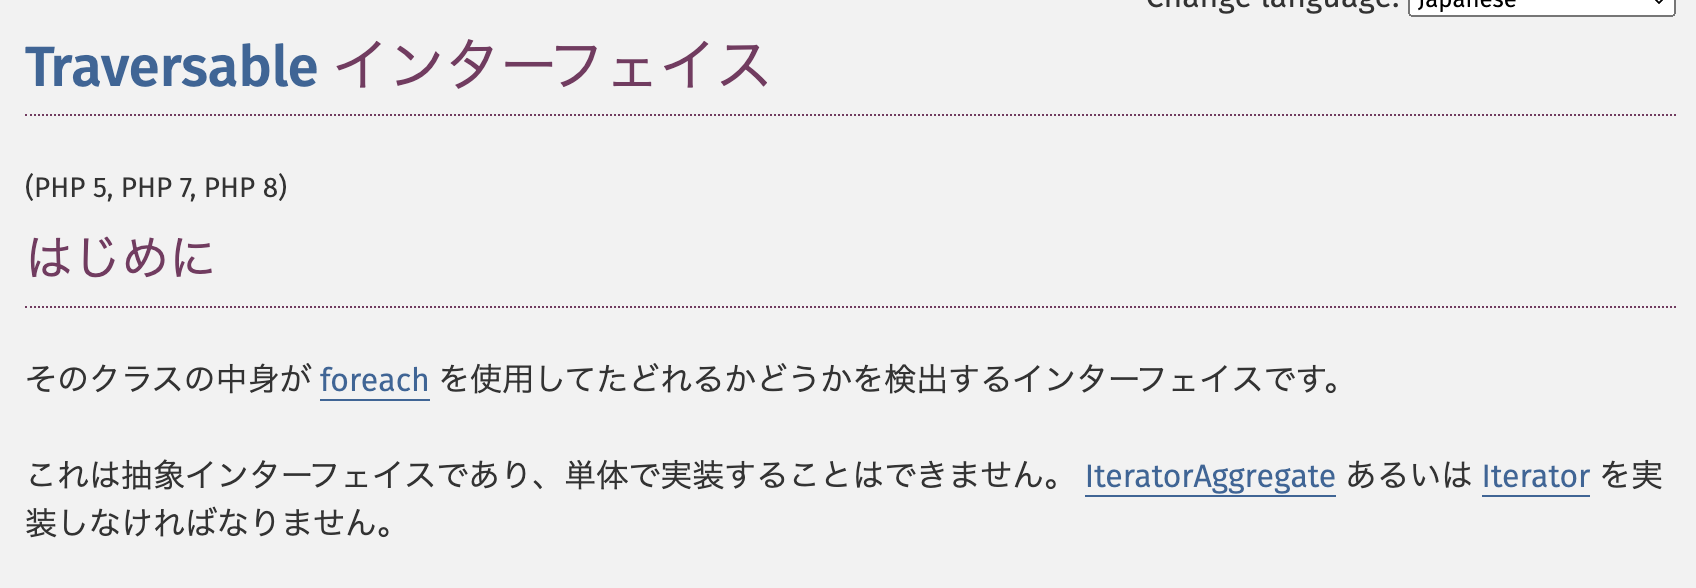 Change language: Japanese
Traversable インターフェイス
(PHP 5, PHP 7, PHP 8)
はじめに
そのクラスの中身が foreach を使用してたどれるかどうかを検出するインターフェイスです。
これは抽象インターフェイスであり、単体で実装することはできません。 IteratorAggregate あるいは Iterator を実
装しなければなりません。